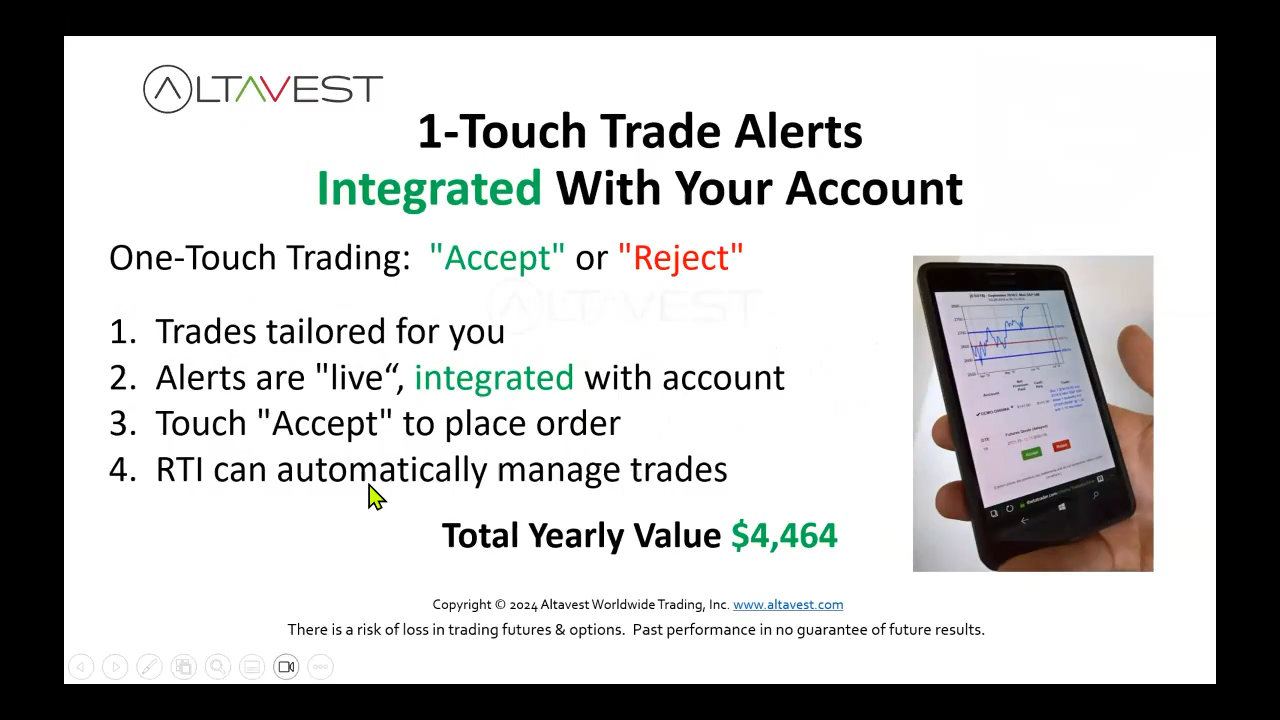 ALTAVEST
1-Touch Trade Alerts
Integrated With Your Account
One-Touch Trading:  "Accept" or "Reject"
ALTAVEST
1. Trades tailored for you
2. Alerts are "live“, integrated with account
3. Touch "Accept" to place order
4. RTI can automatically manage trades
Accept
Reject
Total Yearly Value $4,464
Copyright © 2024 Altavest Worldwide Trading, Inc. www.altavest.com
There is a risk of loss in trading futures & options.  Past performance in no guarantee of future results.